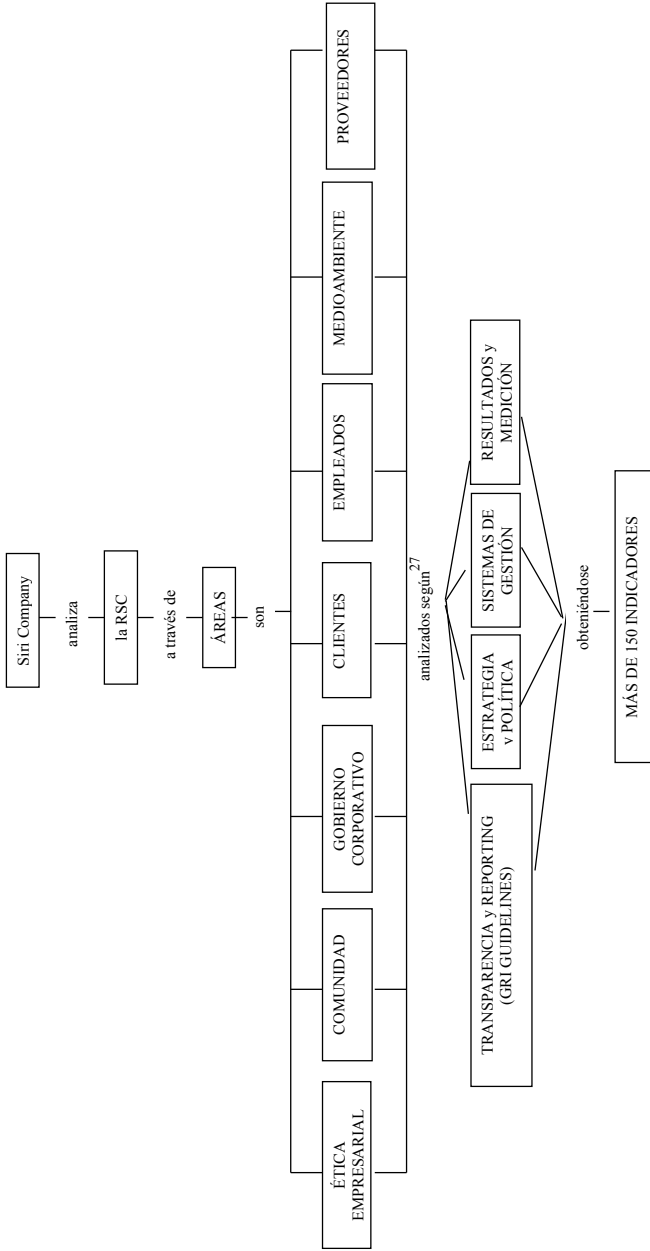 Siri Company
analiza
la RSC
a través de
ÁREAS
son
ÉTICA
EMPRESARIAL
COMUNIDAD
GOBIERNO
CORPORATIVO
CLIENTES
EMPLEADOS
MEDIOAMBIENTE
PROVEEDORES
analizados según27
TRANSPARENCIA y REPORTING
(GRI GUIDELINES)
ESTRATEGIA
y POLÍTICA
SISTEMAS DE
GESTIÓN
RESULTADOS y
MEDICIÓN
obteniéndose
MÁS DE 150 INDICADORES